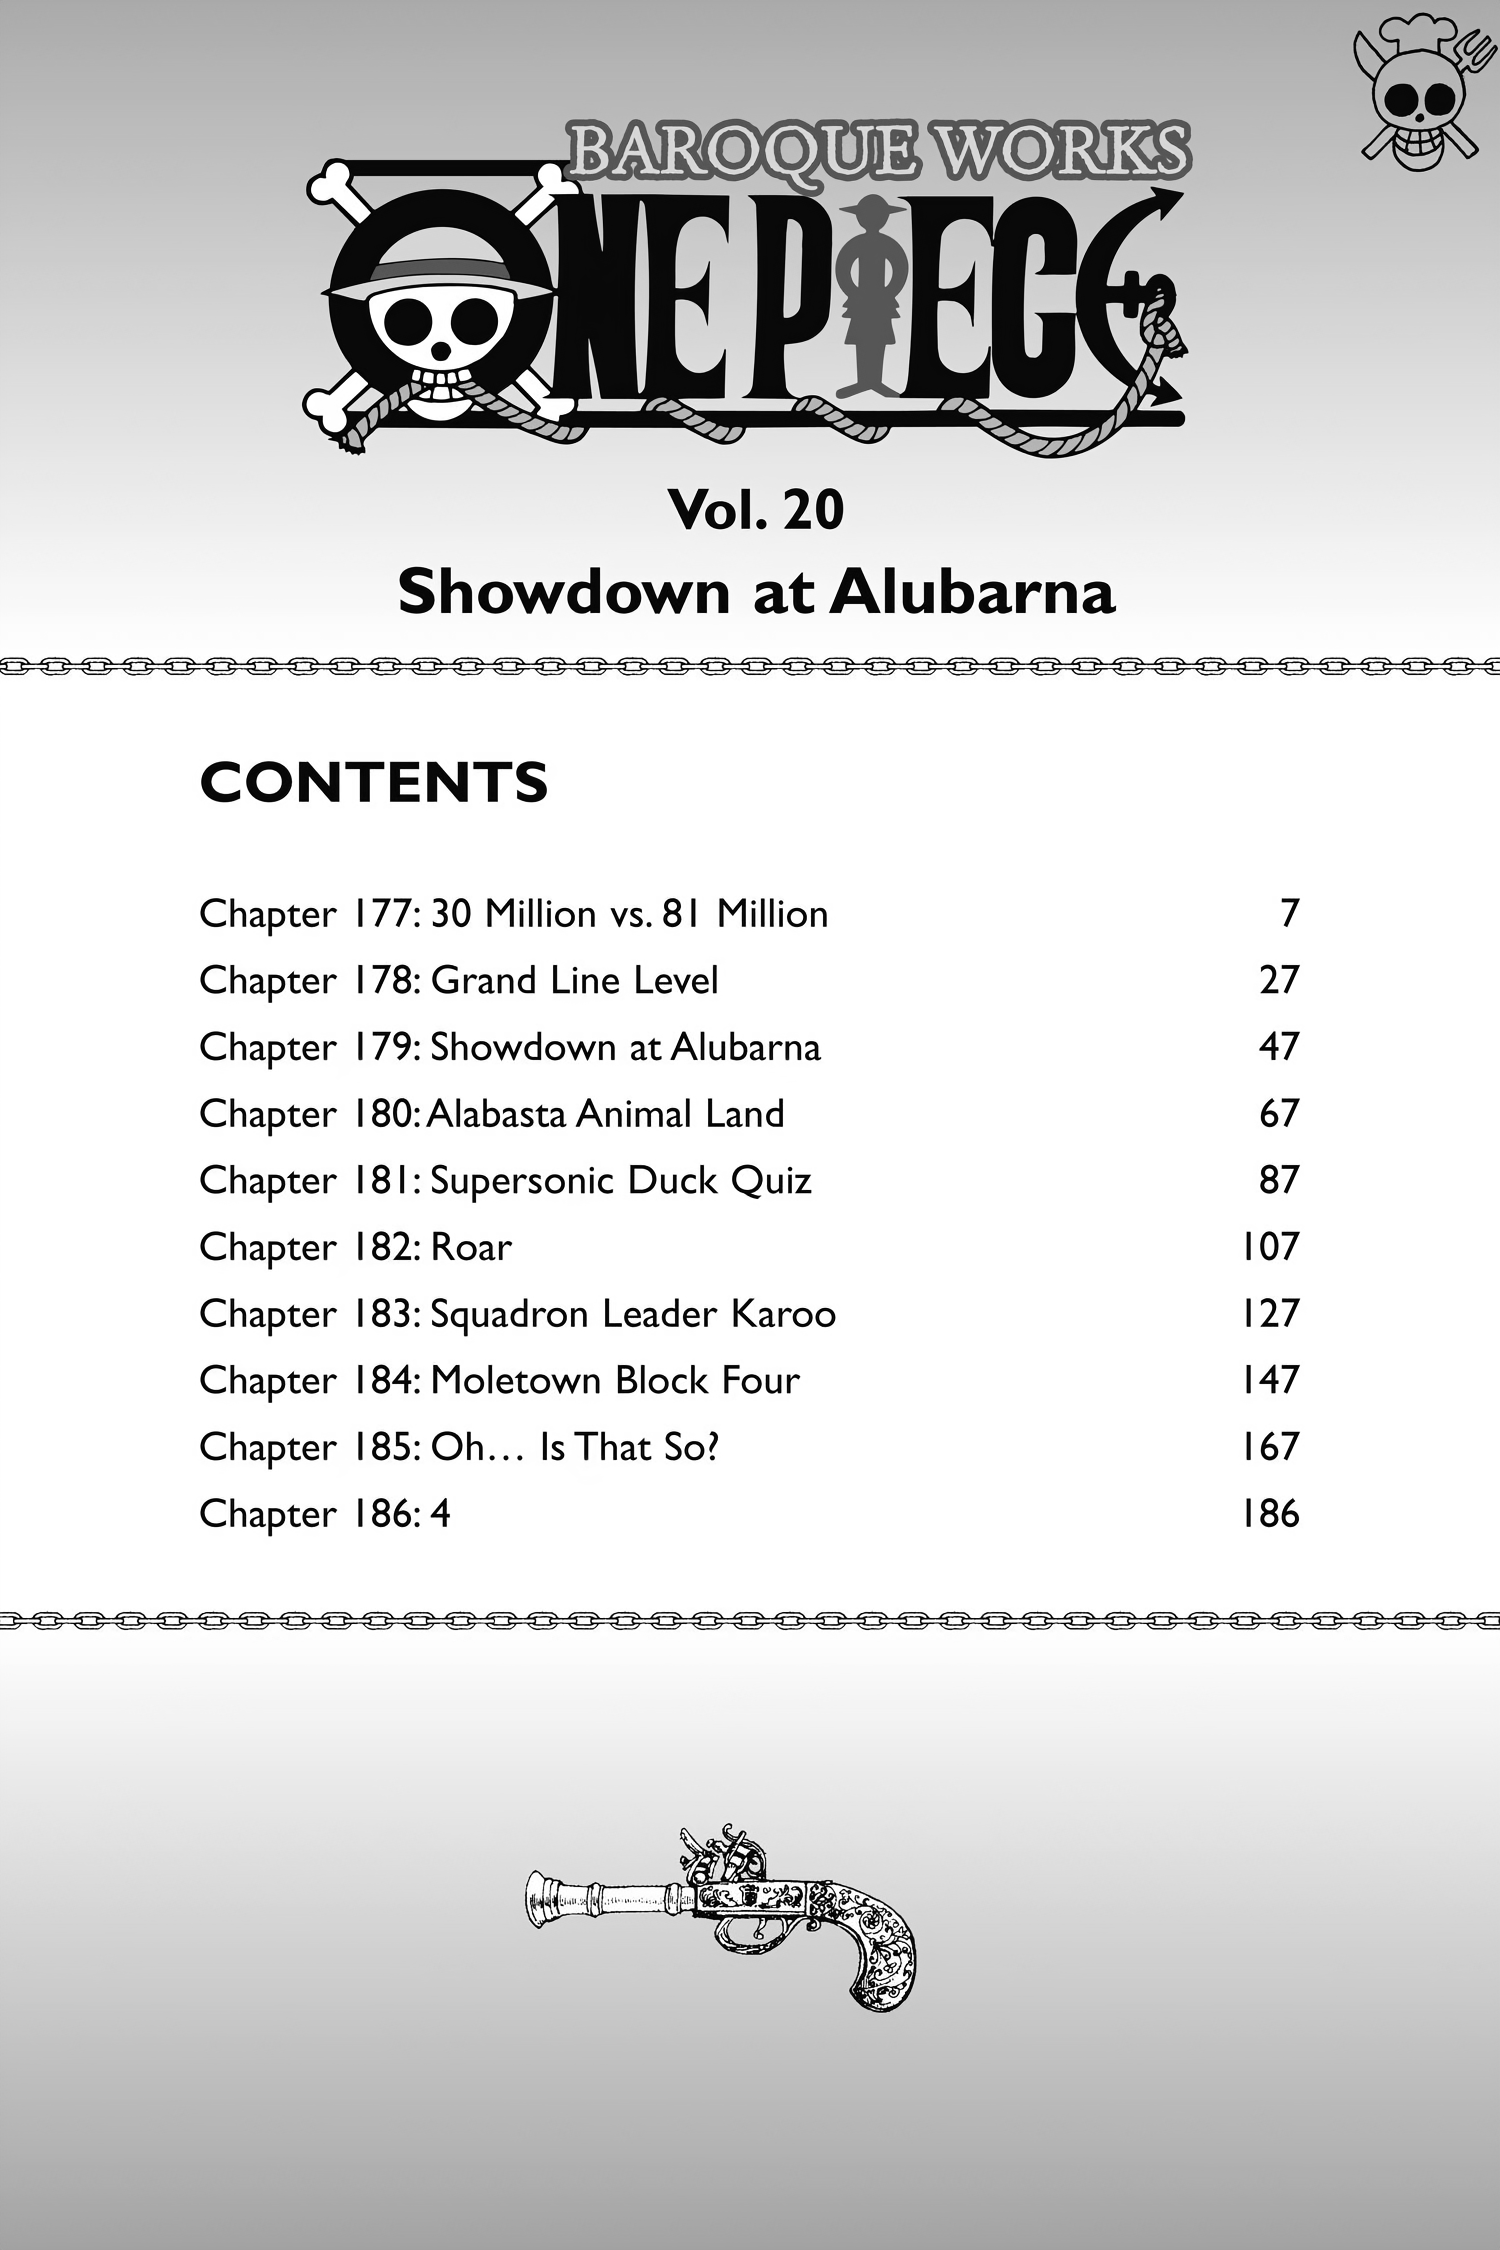 BAROQUE WORKS
ONE PIECE
Vol. 20
Showdown at Alubarna
CONTENTS
Chapter 177: 30 Million vs. 81 Million 7
Chapter 178: Grand Line Level 27
Chapter 179: Showdown at Alubarna 47
Chapter 180: Alabasta Animal Land 67
Chapter 181: Supersonic Duck Quiz 87
Chapter 182: Roar 107
Chapter 183: Squadron Leader Karoo 127
Chapter 184: Moletown Block Four 147
Chapter 185: Oh... Is That So? 167
Chapter 186: 4 186